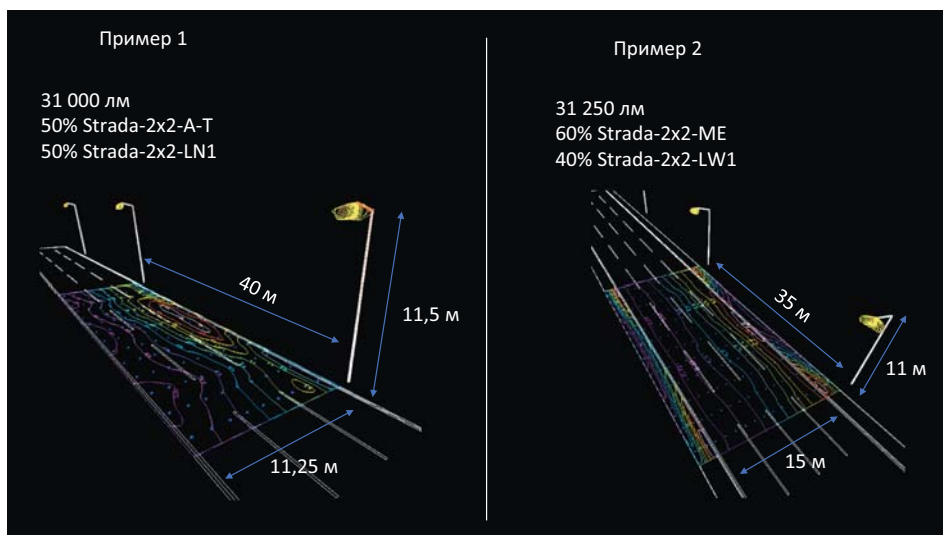 Пример 1
31 000 лм
50% Strada-2x2-A-T
50% Strada-2x2-LN1
40 м
11,5 м
11,25 м
Пример 2
31 250 лм
60% Strada-2x2-ME
40% Strada-2x2-LW1
35 м
11 м
15 м